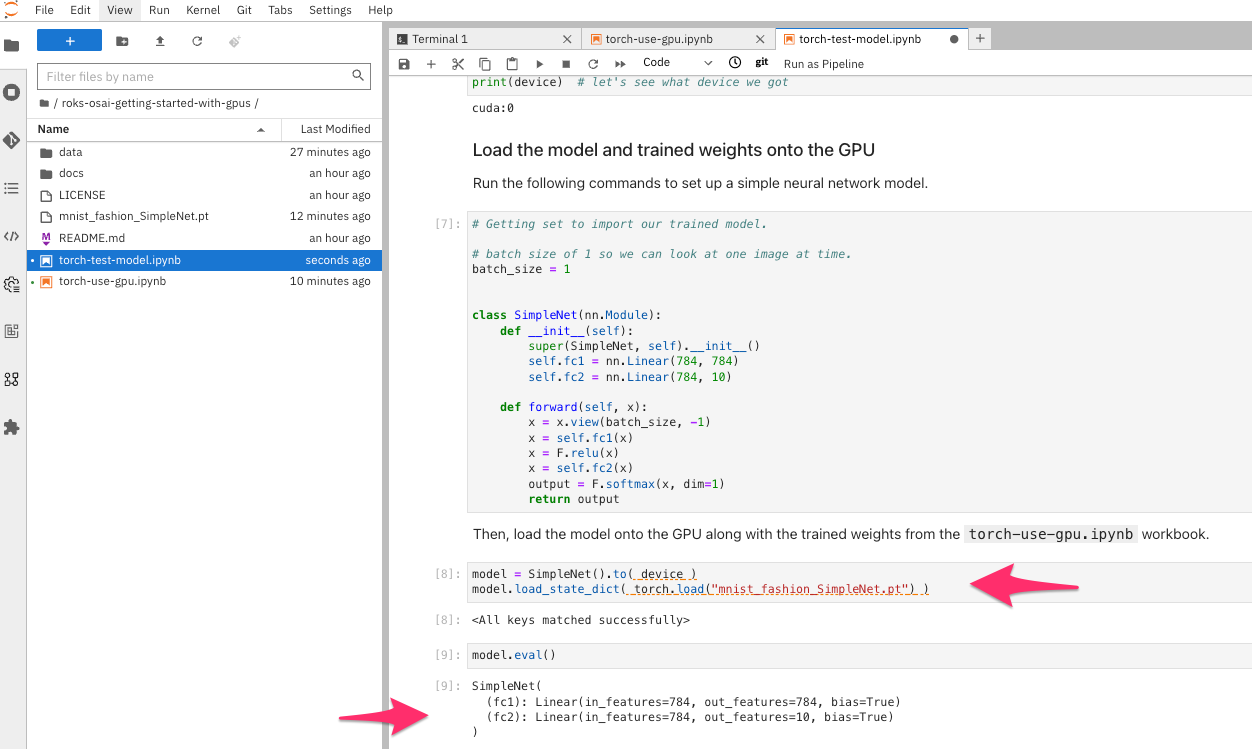 File Edit View Run Kernel Git Tabs Settings Help
+
Filter files by name
/ roks-osai-getting-started-with-gpus /
Name Last Modified
data 27 minutes ago
docs an hour ago
LICENSE an hour ago
mnist_fashion_SimpleNet.pt 12 minutes ago
M README.md an hour ago
torch-test-model.ipynb seconds ago
torch-use-gpu.ipynb 10 minutes ago
Terminal 1
torch-use-gpu.ipynb
torch-test-model.ipynb
Code
git
Run as Pipeline
print(device)  # let's see what device we got
cuda:0
Load the model and trained weights onto the GPU
Run the following commands to set up a simple neural network model.
[7]:
# Getting set to import our trained model.
# batch size of 1 so we can look at one image at time.
batch_size = 1
class SimpleNet(nn.Module):
    def __init__(self):
        super(SimpleNet, self).__init__()
        self.fc1 = nn.Linear(784, 784)
        self.fc2 = nn.Linear(784, 10)
    def forward(self, x):
        x = x.view(batch_size, -1)
        x = self.fc1(x)
        x = F.relu(x)
        x = self.fc2(x)
        output = F.softmax(x, dim=1)
        return output
Then, load the model onto the GPU along with the trained weights from the torch-use-gpu.ipynb workbook.
[8]:
model = SimpleNet().to( device )
model.load_state_dict( torch.load("mnist_fashion_SimpleNet.pt") )
[8]: <All keys matched successfully>
[9]: model.eval()
[9]: SimpleNet(
  (fc1): Linear(in_features=784, out_features=784, bias=True)
  (fc2): Linear(in_features=784, out_features=10, bias=True)
)